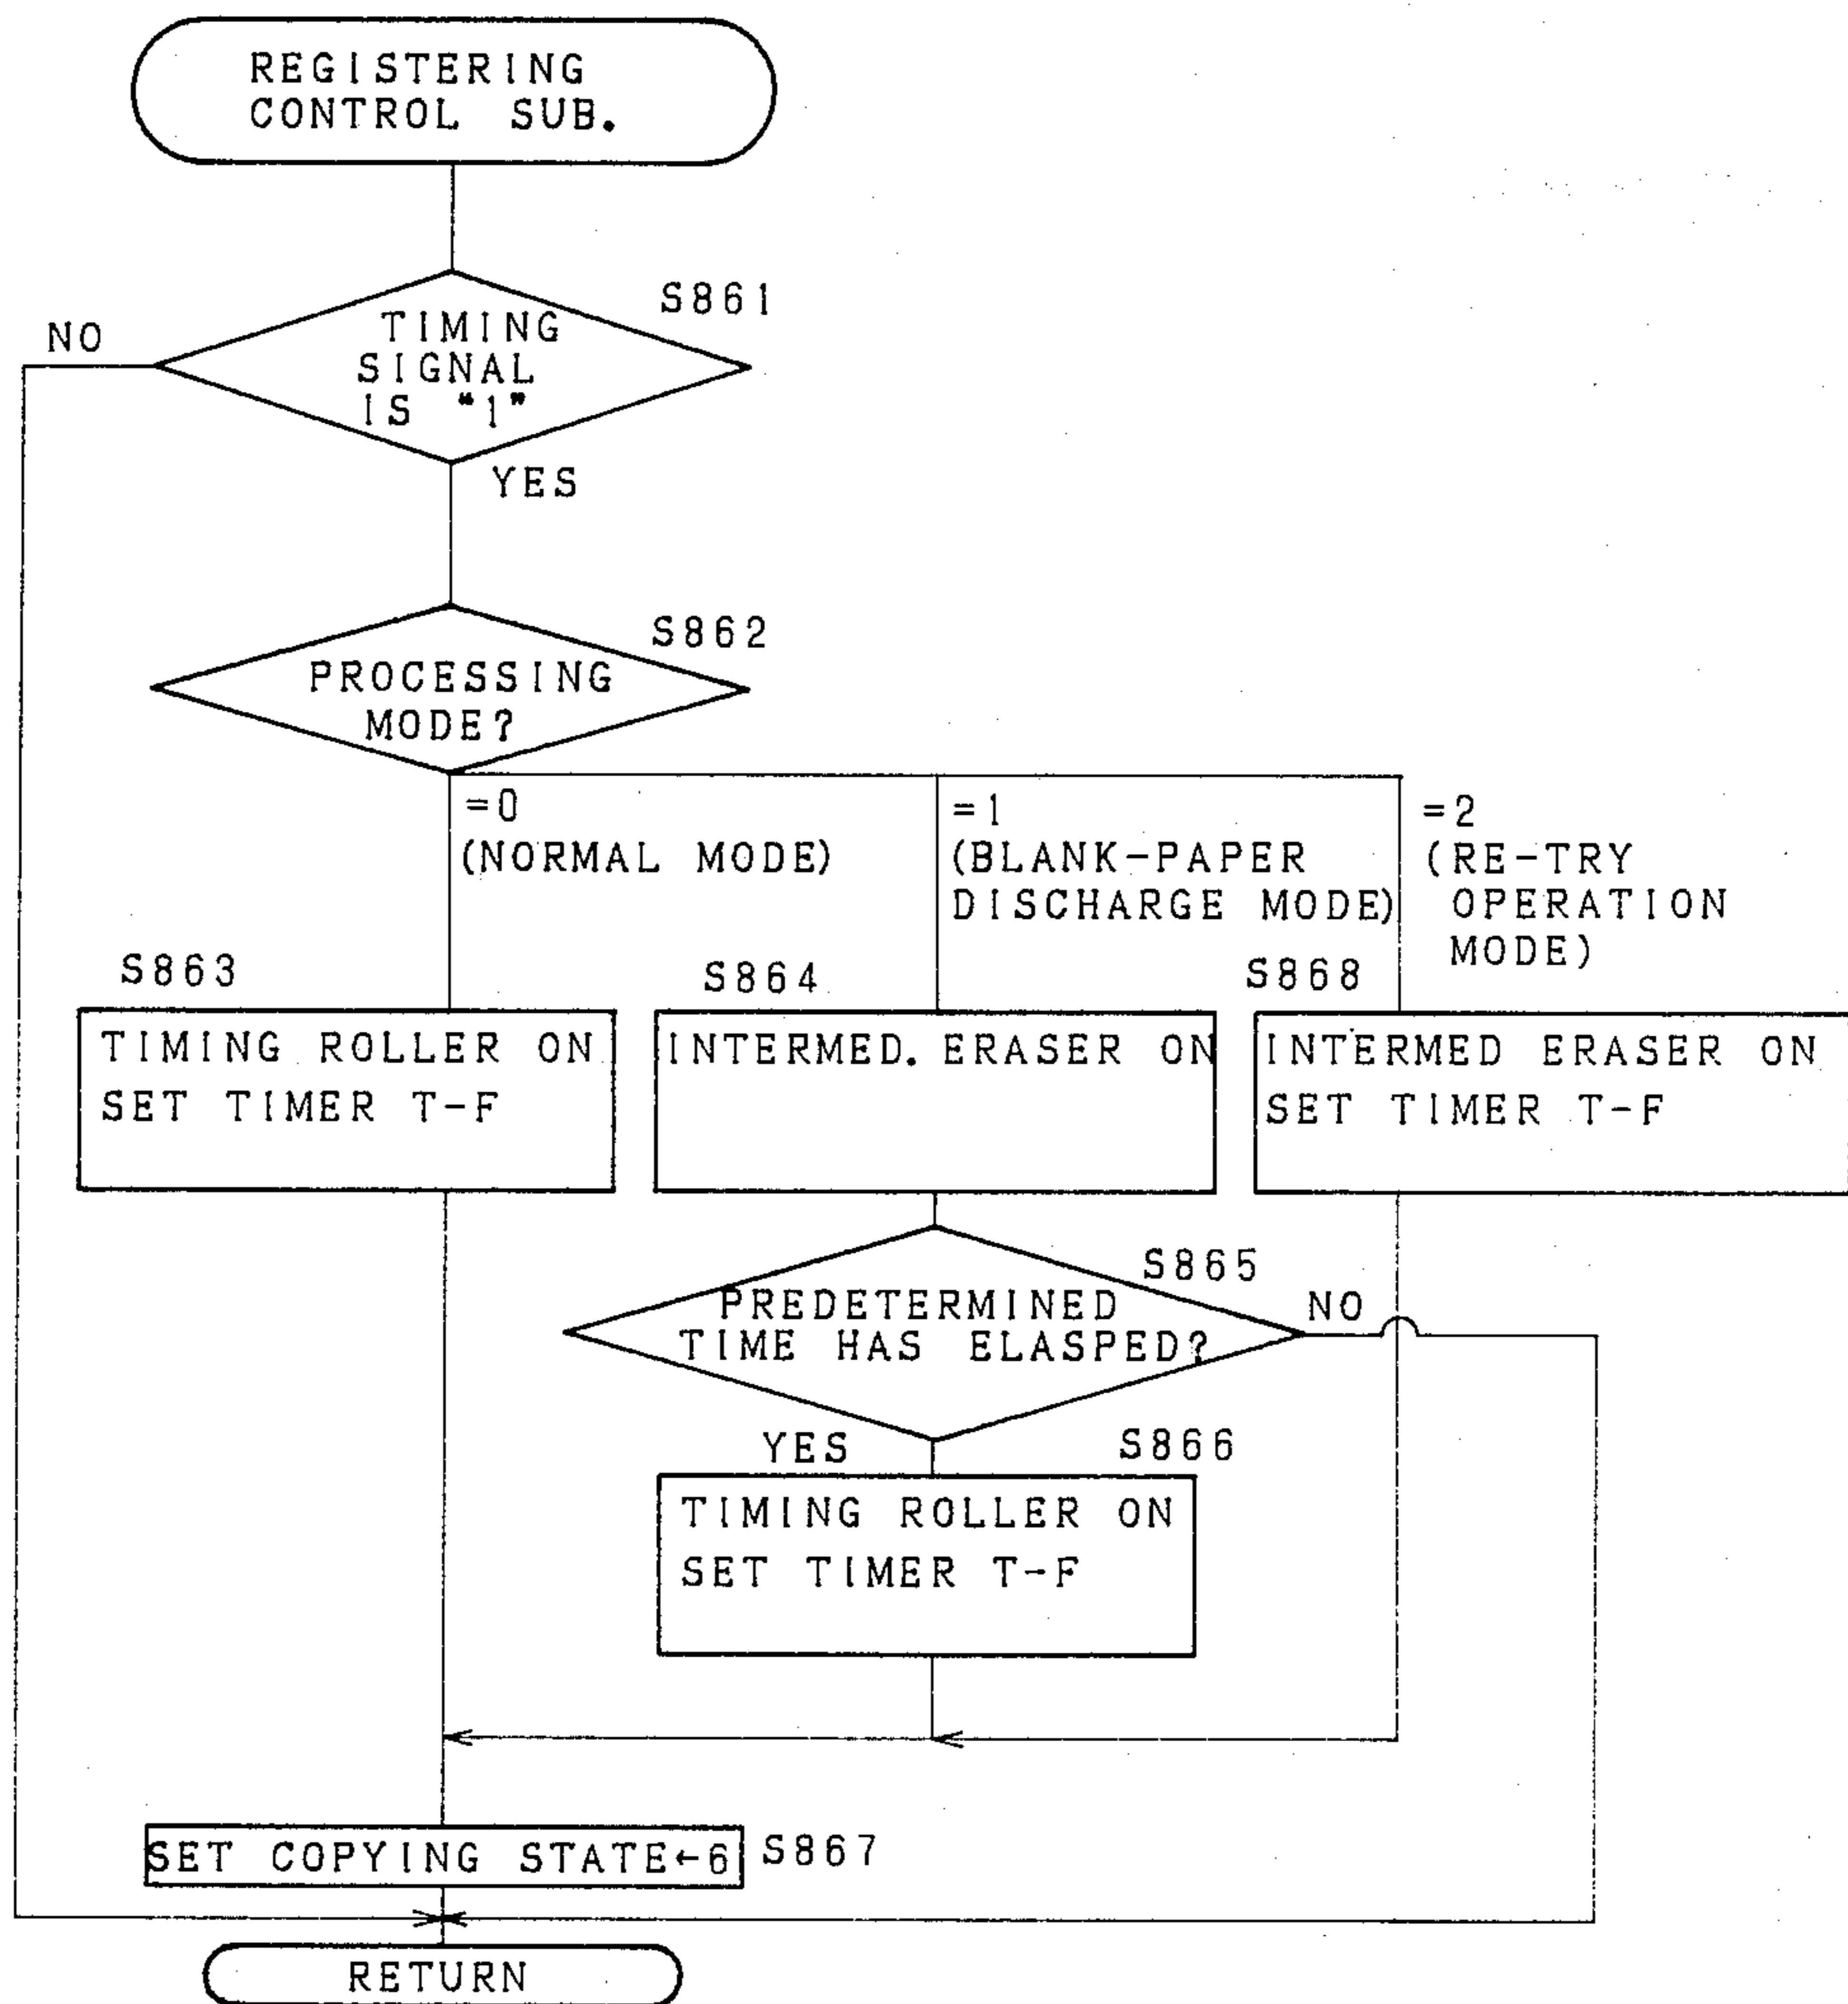 REGISTERING
CONTROL SUB.
S861
NO
TIMING
SIGNAL
IS “1”
YES
S862
PROCESSING
MODE?
=0
(NORMAL MODE)
=1
(BLANK-PAPER
DISCHARGE MODE)
=2
(RE-TRY
OPERATION
MODE)
S863
TIMING ROLLER ON
SET TIMER T-F
S864
INTERMED. ERASER ON
S868
INTERMED ERASER ON
SET TIMER T-F
S865
PREDETERMINED
TIME HAS ELASPED?
NO
YES
S866
TIMING ROLLER ON
SET TIMER T-F
SET COPYING STATE←6
S867
RETURN